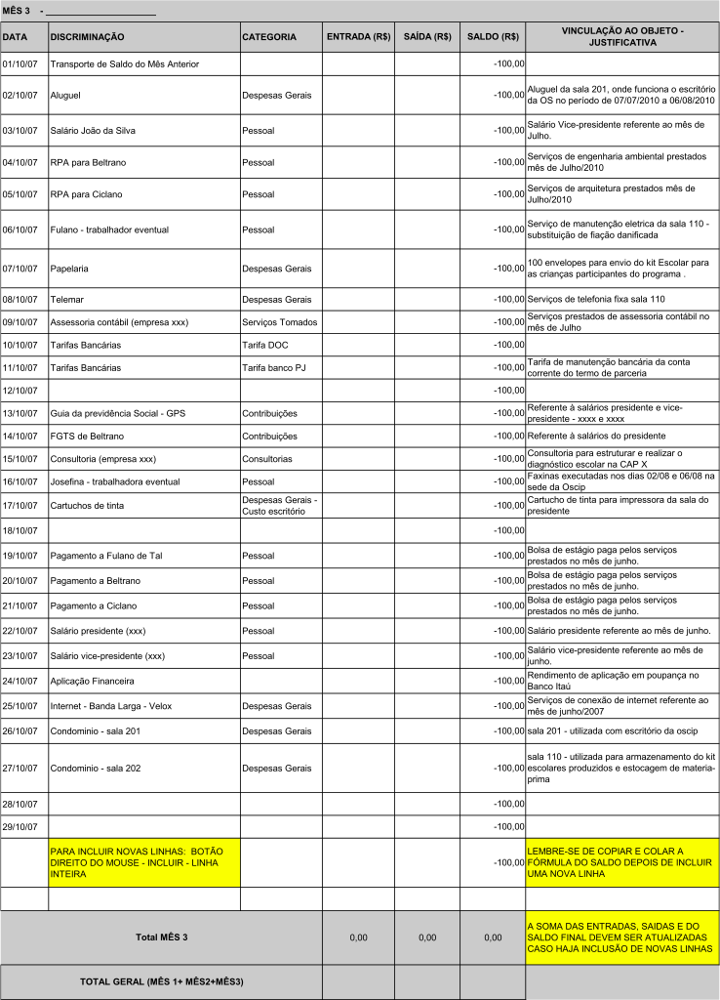 MÊS 3 - ____________________
DATA DISCRIMINAÇÃO CATEGORIA ENTRADA (R$) SAÍDA (R$) SALDO (R$) VINCULAÇÃO AO OBJETO -
JUSTIFICATIVA
01/10/07 Transporte de Saldo do Mês Anterior -100,00
02/10/07 Aluguel Despesas Gerais -100,00 Aluguel da sala 201, onde funciona o escritório
da OS no período de 07/07/2010 a 06/08/2010
03/10/07 Salário João da Silva Pessoal -100,00 Salário Vice-presidente referente ao mês de
Julho.
04/10/07 RPA para Beltrano Pessoal -100,00 Serviços de engenharia ambiental prestados
mês de Julho/2010
05/10/07 RPA para Ciclano Pessoal -100,00 Serviços de arquitetura prestados mês de
Julho/2010
06/10/07 Fulano - trabalhador eventual Pessoal -100,00 Serviço de manutenção eletrica da sala 110 -
substituição de fiação danificada
07/10/07 Papelaria Despesas Gerais -100,00 100 envelopes para envio do kit Escolar para
as crianças participantes do programa .
08/10/07 Telemar Despesas Gerais -100,00 Serviços de telefonia fixa sala 110
09/10/07 Assessoria contábil (empresa xxx) Serviços Tomados -100,00 Serviços prestados de assessoria contábil no
mês de Julho
10/10/07 Tarifas Bancárias Tarifa DOC -100,00
11/10/07 Tarifas Bancárias Tarifa banco PJ -100,00 Tarifa de manutenção bancária da conta
corrente do termo de parceria
12/10/07 -100,00
13/10/07 Guia da previdência Social - GPS Contribuições -100,00 Referente à salários presidente e vice-
presidente - xxxx e xxxx
14/10/07 FGTS de Beltrano Contribuições -100,00 Referente à salários do presidente
15/10/07 Consultoria (empresa xxx) Consultorias -100,00 Consultoria para estruturar e realizar o
diagnóstico escolar na CAP X
16/10/07 Josefina - trabalhadora eventual Pessoal -100,00 Faxinas executadas nos dias 02/08 e 06/08 na
sede da Oscip
17/10/07 Cartuchos de tinta Despesas Gerais -
Custo escritório -100,00 Cartucho de tinta para impressora da sala do
presidente
18/10/07 -100,00
19/10/07 Pagamento a Fulano de Tal Pessoal -100,00 Bolsa de estágio paga pelos serviços
prestados no mês de junho.
20/10/07 Pagamento a Beltrano Pessoal -100,00 Bolsa de estágio paga pelos serviços
prestados no mês de junho.
21/10/07 Pagamento a Ciclano Pessoal -100,00 Bolsa de estágio paga pelos serviços
prestados no mês de junho.
22/10/07 Salário presidente (xxx) Pessoal -100,00 Salário presidente referente ao mês de junho.
23/10/07 Salário vice-presidente (xxx) Pessoal -100,00 Salário vice-presidente referente ao mês de
junho.
24/10/07 Aplicação Financeira -100,00 Rendimento de aplicação em poupança no
Banco Itaú
25/10/07 Internet - Banda Larga - Velox Despesas Gerais -100,00 Serviços de conexão de internet referente ao
mês de junho/2007
26/10/07 Condominio - sala 201 Despesas Gerais -100,00 sala 201 - utilizada com escritório da oscip
27/10/07 Condominio - sala 202 Despesas Gerais -100,00 sala 110 - utilizada para armazenamento do kit
escolares produzidos e estocagem de materia-
prima
28/10/07 -100,00
29/10/07 -100,00
PARA INCLUIR NOVAS LINHAS: BOTÃO
DIREITO DO MOUSE - INCLUIR - LINHA
INTEIRA
-100,00
LEMBRE-SE DE COPIAR E COLAR A
FÓRMULA DO SALDO DEPOIS DE INCLUIR
UMA NOVA LINHA
Total MÊS 3 0,00 0,00 0,00
A SOMA DAS ENTRADAS, SAIDAS E DO
SALDO FINAL DEVEM SER ATUALIZADAS
CASO HAJA INCLUSÃO DE NOVAS LINHAS
TOTAL GERAL (MÊS 1+ MÊS2+MÊS3)